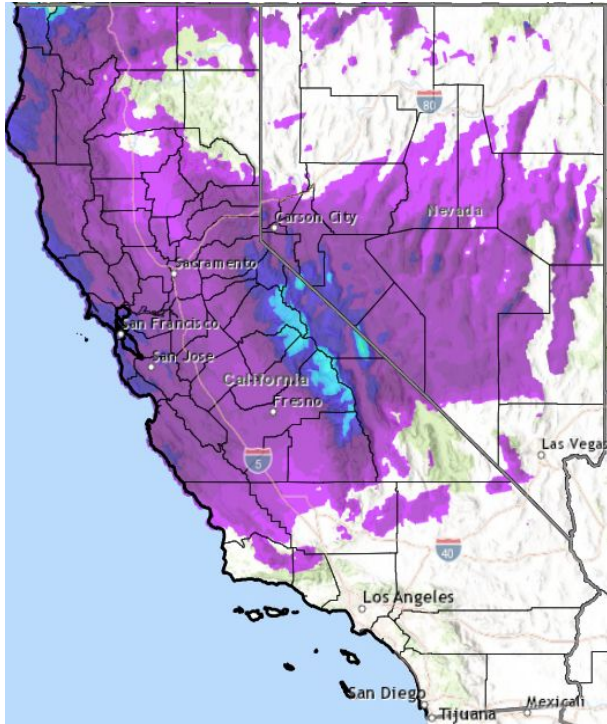 80
Nevada
Carson City
Sacramento
San Francisco
San Jose
California
Fresno
5
Las Vegas
40
Los Angeles
San Diego
Tijuana
Mexicali